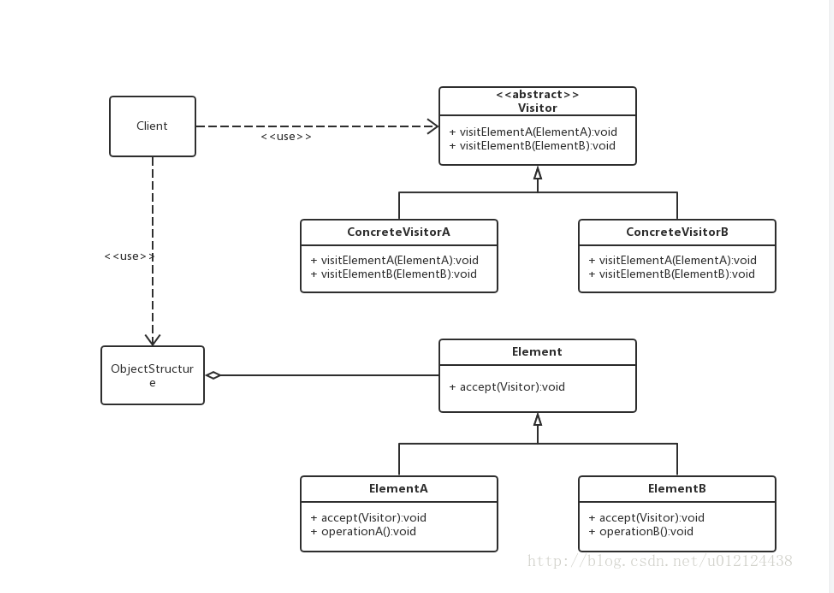 <<abstract>>
Visitor
Client
+ visitElementA(ElementA):void
+ visitElementB(ElementB):void
<<use>>
ConcreteVisitorA
+ visitElementA(ElementA):void
+ visitElementB(ElementB):void
ConcreteVisitorB
+ visitElementA(ElementA):void
+ visitElementB(ElementB):void
<<use>>
ObjectStructur
e
Element
+ accept(Visitor):void
ElementA
+ accept(Visitor):void
+ operationA():void
ElementB
+ accept(Visitor):void
+ operationB():void
http://blog.csdn.net/u012124438